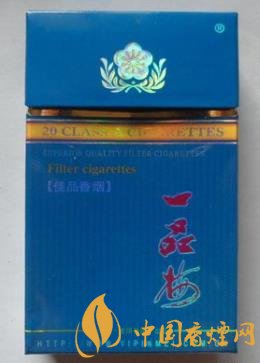 ®
20 CLASS A CIGARETTES
SUPERIOR QUALITY FILTER CIGARETTES
Filter cigarettes
【佳品香烟】
一品梅
中国香烟网